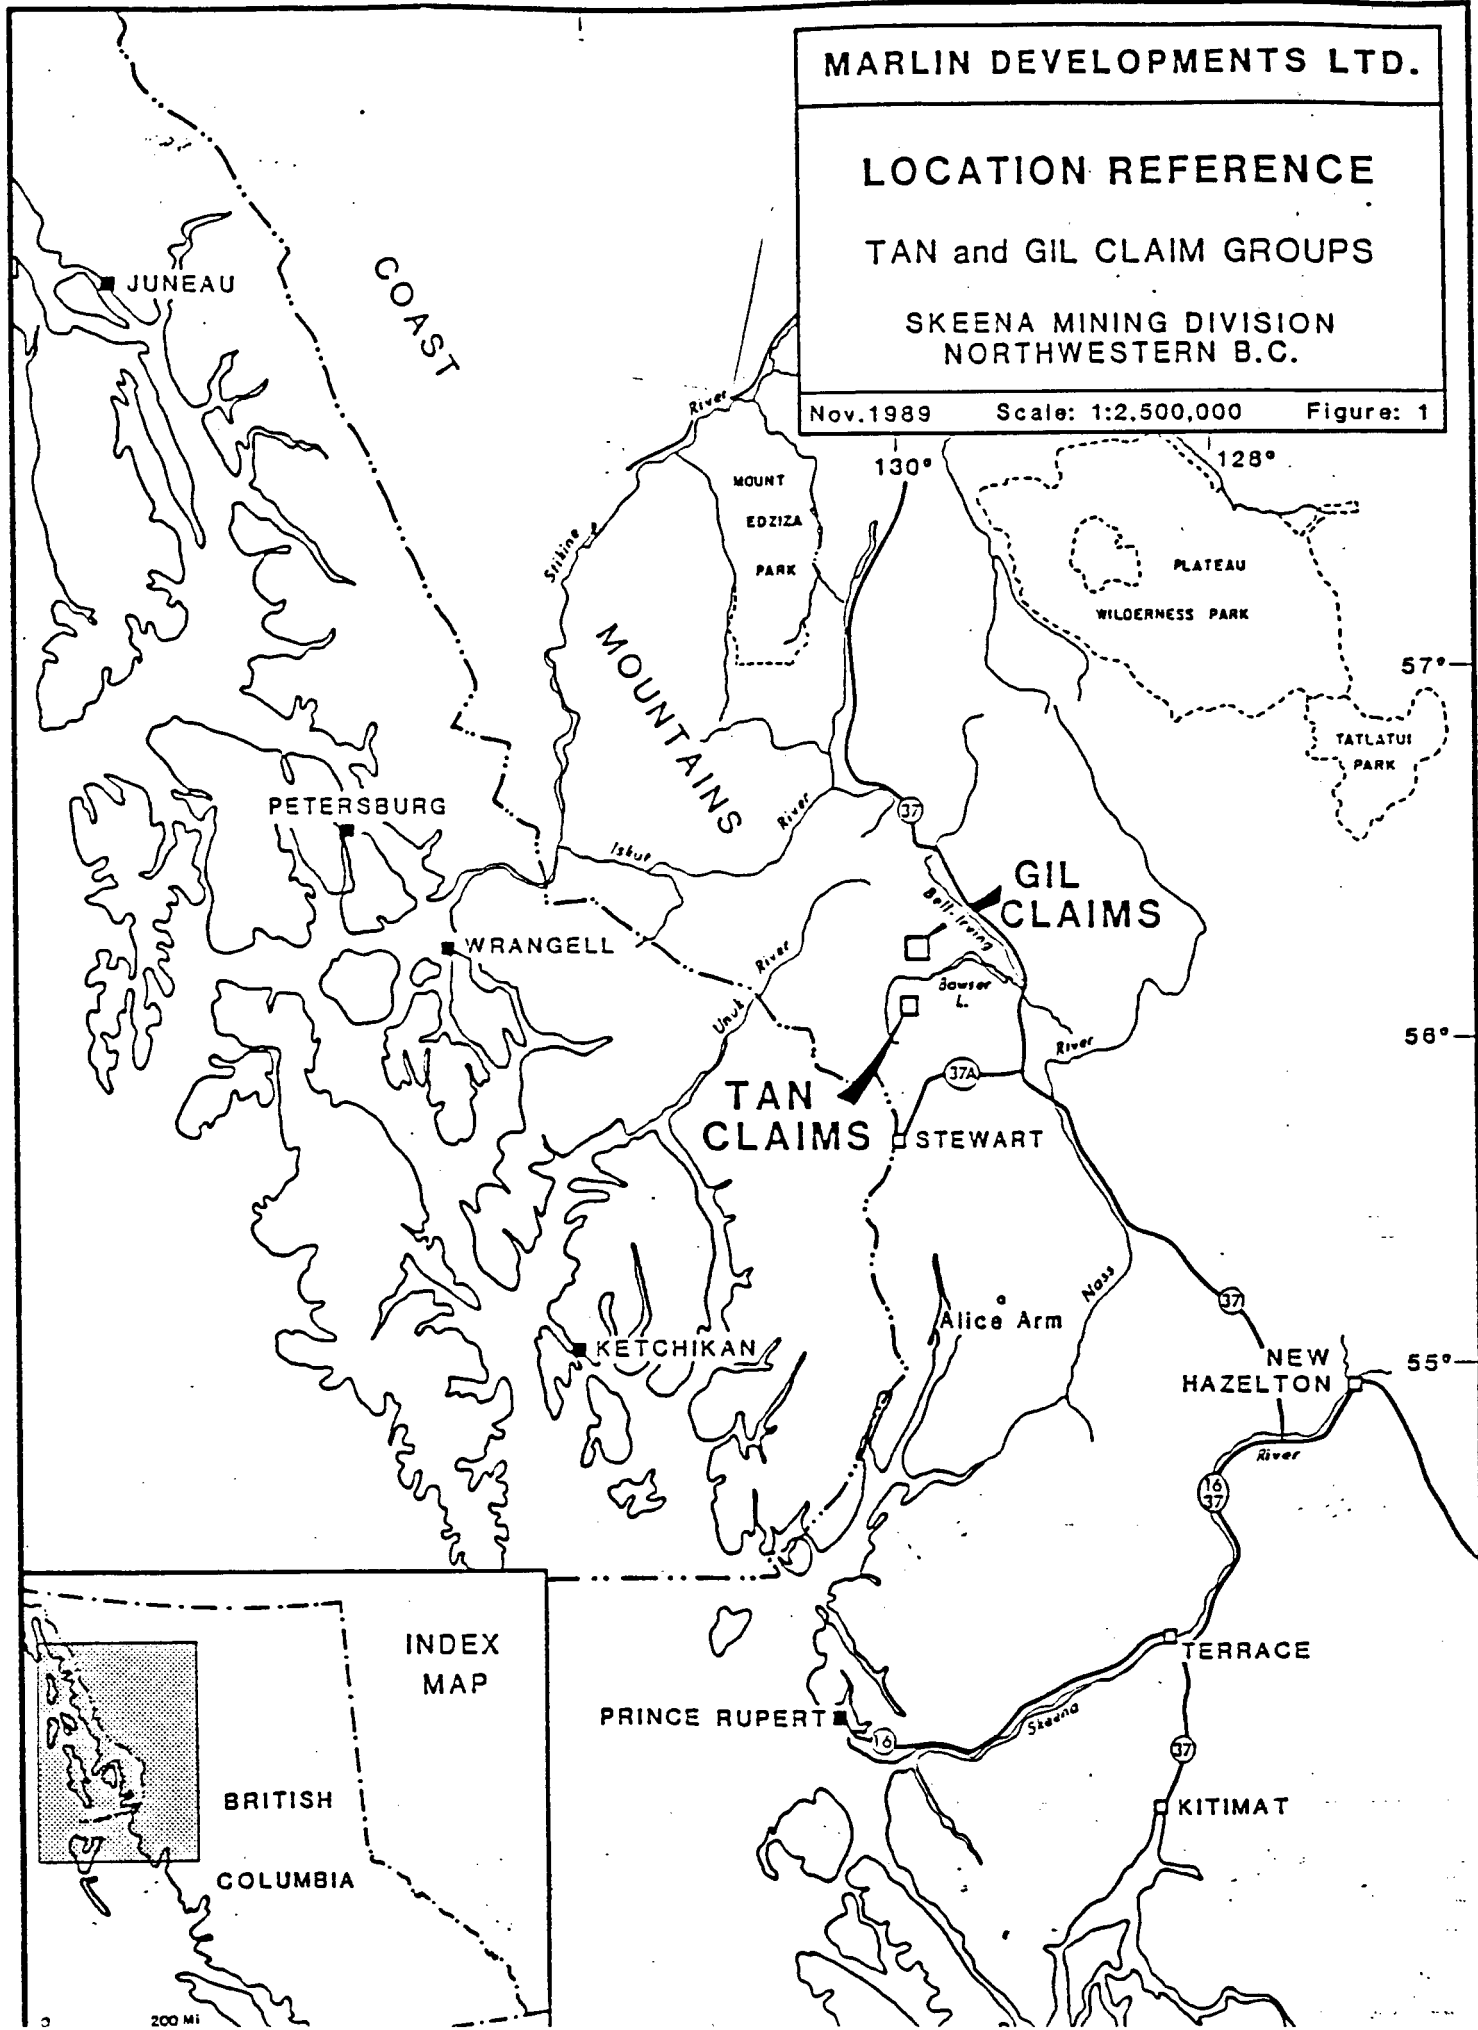 MARLIN DEVELOPMENTS LTD.
LOCATION REFERENCE
TAN and GIL CLAIM GROUPS
SKEENA MINING DIVISION
NORTHWESTERN B.C.
Nov.1989 Scale: 1:2,500,000 Figure: 1
130° 128°
JUNEAU
COAST
River
MOUNT
EDZIZA
PARK
Stikine
PLATEAU
WILDERNESS PARK
MOUNTAINS
57°
TATLATUI
PARK
PETERSBURG
River
37
Iskut
GIL
CLAIMS
Bell-Irving
WRANGELL
River
Bowser
L.
Unuk
56°
River
37A
TAN
CLAIMS
STEWART
Nass
37
Alice Arm
KETCHIKAN
NEW
HAZELTON
55°
River
16
37
INDEX
MAP
TERRACE
PRINCE RUPERT
Skeena
16
37
BRITISH
KITIMAT
COLUMBIA
200 Mi